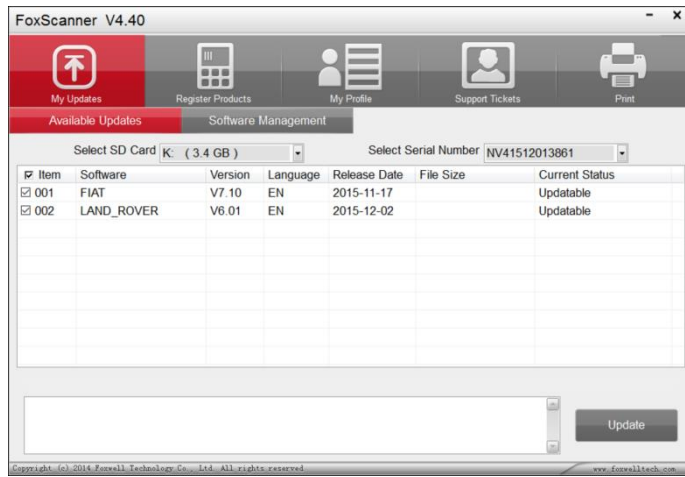 FoxScanner V4.40
My Updates Register Products My Profile Support Tickets Print
Available Updates Software Management
Select SD Card K: ( 3.4 GB ) Select Serial Number NV41512013861
Item Software Version Language Release Date File Size Current Status
001 FIAT V7.10 EN 2015-11-17 Updatable
002 LAND_ROVER V6.01 EN 2015-12-02 Updatable
Update
Copyright (c) 2014 Foxwell Technology Co., Ltd. All rights reserved www.foxwelltech.com